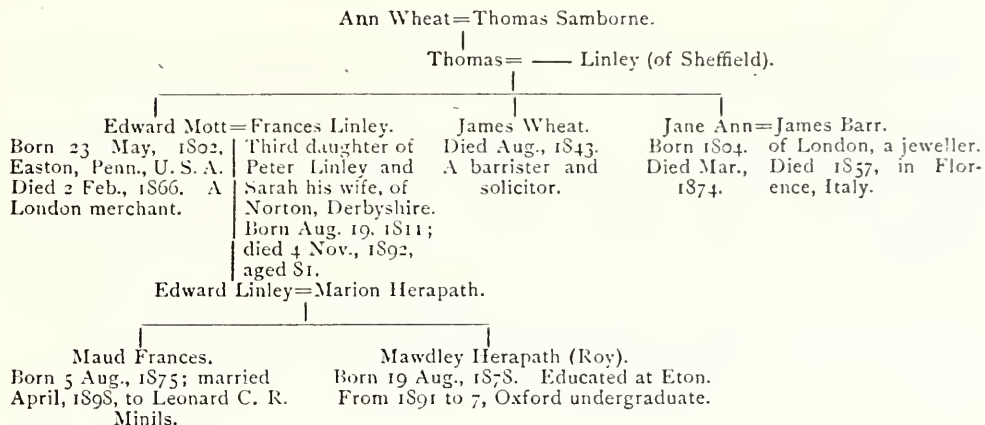 Ann Wheat=Thomas Samborne.
Thomas= —— Linley (of Sheffield).
Edward Mott=Frances Linley.
Born 23 May, 1802,
Easton, Penn., U. S. A.
Died 2 Feb., 1866. A
London merchant.
Third daughter of
Peter Linley and
Sarah his wife, of
Norton, Derbyshire.
Born Aug. 19, 1811;
died 4 Nov., 1892,
aged 81.
James Wheat.
Died Aug., 1843.
A barrister and
solicitor.
Jane Ann=James Barr.
Born 1804.
Died Mar.,
1874.
of London, a jeweller.
Died 1857, in Flor-
ence, Italy.
Edward Linley=Marion Herapath.
Maud Frances.
Born 5 Aug., 1875; married
April, 1898, to Leonard C. R.
Minils.
Mawdley Herapath (Roy).
Born 19 Aug., 1878. Educated at Eton.
From 1891 to 7, Oxford undergraduate.